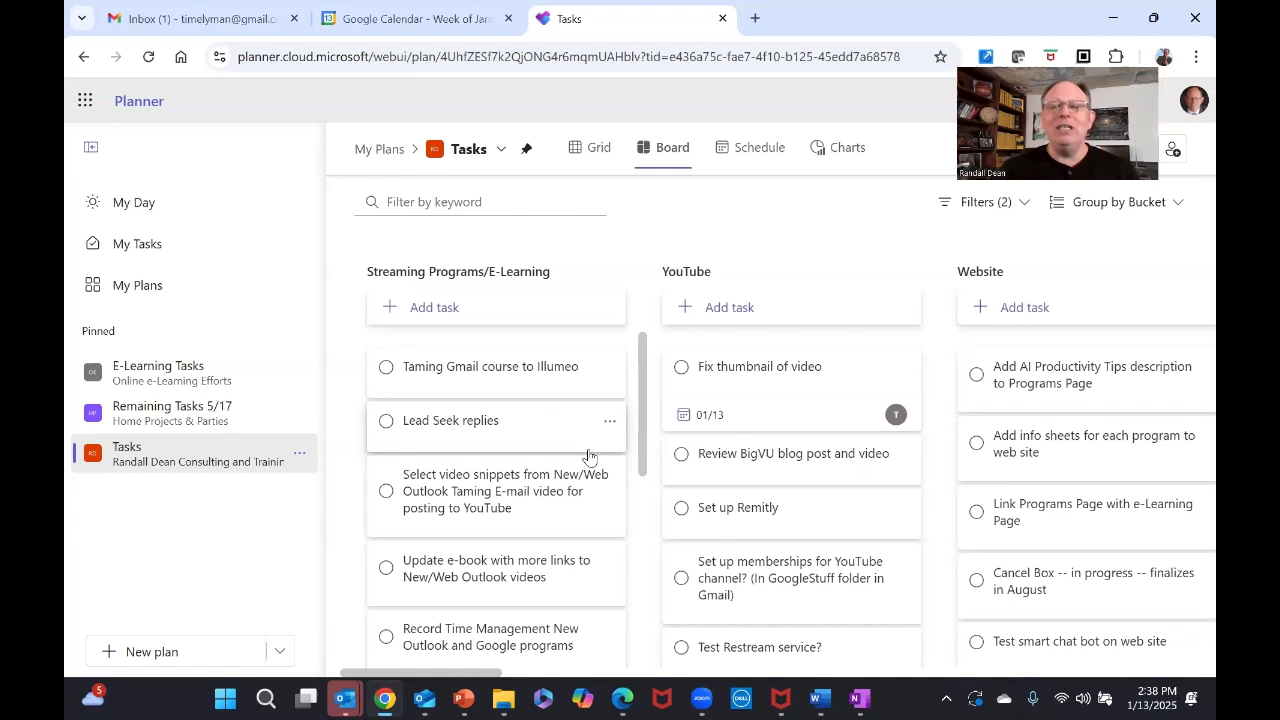 Inbox (1) - timelyman@gmail.c
Google Calendar - Week of Jan
Tasks
planner.cloud.microsoft/webui/plan/4UhfZESf7k2QjONG4r6mqmUAHbIv?tid=e436a75c-fae7-4f10-b125-45edd7a68578
Planner
Randall Dean
My Plans > RD Tasks
Grid
Board
Schedule
Charts
My Day
My Tasks
My Plans
Pinned
OE E-Learning Tasks
Online e-Learning Efforts
HP Remaining Tasks 5/17
Home Projects & Parties
RD Tasks
Randall Dean Consulting and Trainin
New plan
Filter by keyword
Filters (2)
Group by Bucket
Streaming Programs/E-Learning
Add task
Taming Gmail course to Illumeo
Lead Seek replies
Select video snippets from New/Web
Outlook Taming E-mail video for
posting to YouTube
Update e-book with more links to
New/Web Outlook videos
Record Time Management New
Outlook and Google programs
YouTube
Add task
Fix thumbnail of video
01/13
T
Review BigVU blog post and video
Set up Remitly
Set up memberships for YouTube
channel? (In GoogleStuff folder in
Gmail)
Test Restream service?
Website
Add task
Add AI Productivity Tips description
to Programs Page
Add info sheets for each program to
web site
Link Programs Page with e-Learning
Page
Cancel Box -- in progress -- finalizes
in August
Test smart chat bot on web site
5
zoom
DELL
2:38 PM
1/13/2025